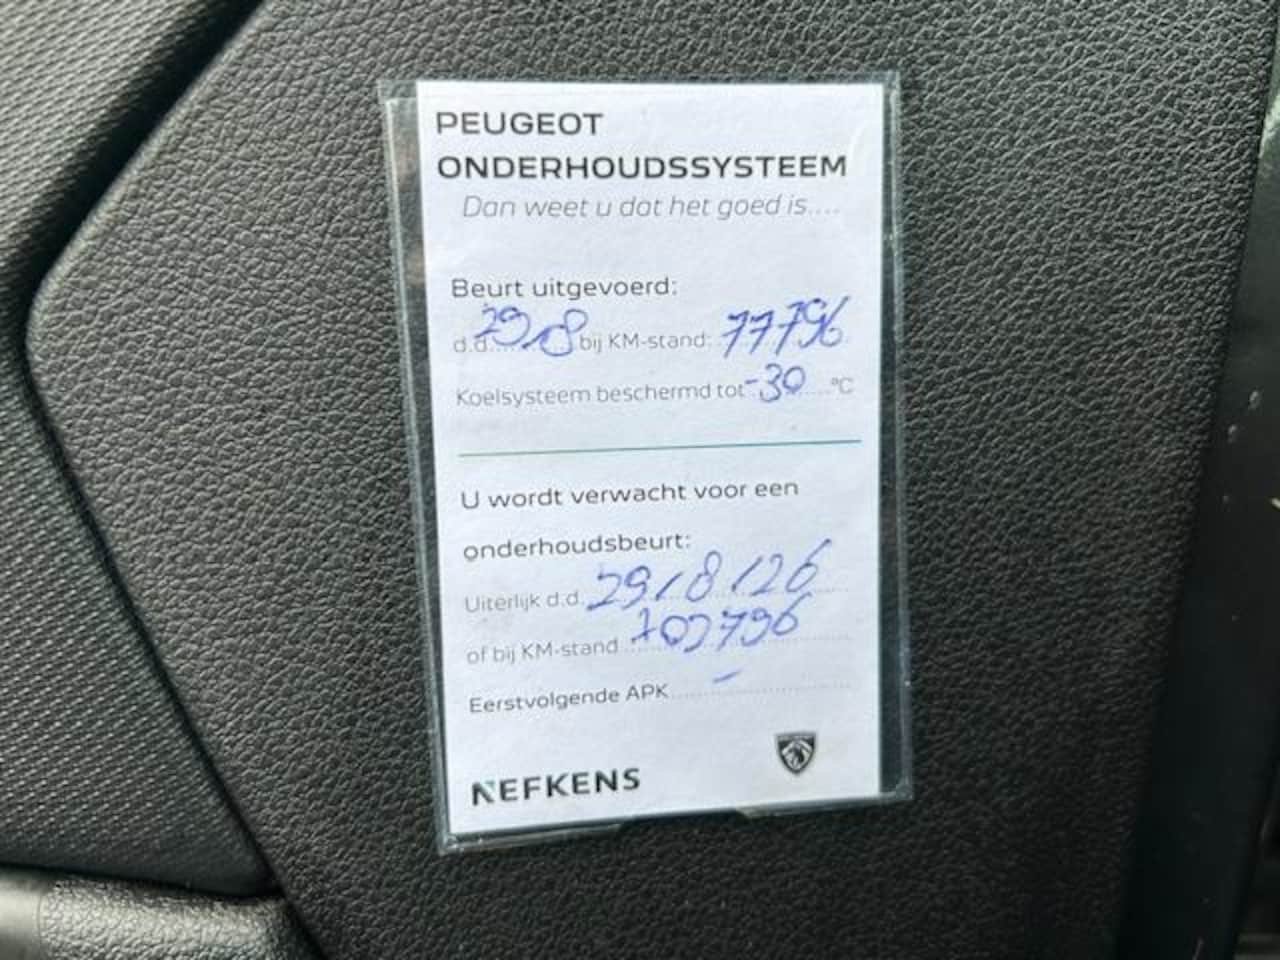 PEUGEOT
ONDERHOUDSSYSTEEM
Dan weet u dat het goed is....
Beurt uitgevoerd:
d.d. 29/8 bij KM-stand: 77796
Koelsysteem beschermd tot -30 °C
U wordt verwacht voor een
onderhoudsbeurt:
Uiterlijk d.d. 29/8/26
of bij KM-stand
Eerstvolgende APK -
NEFKENS